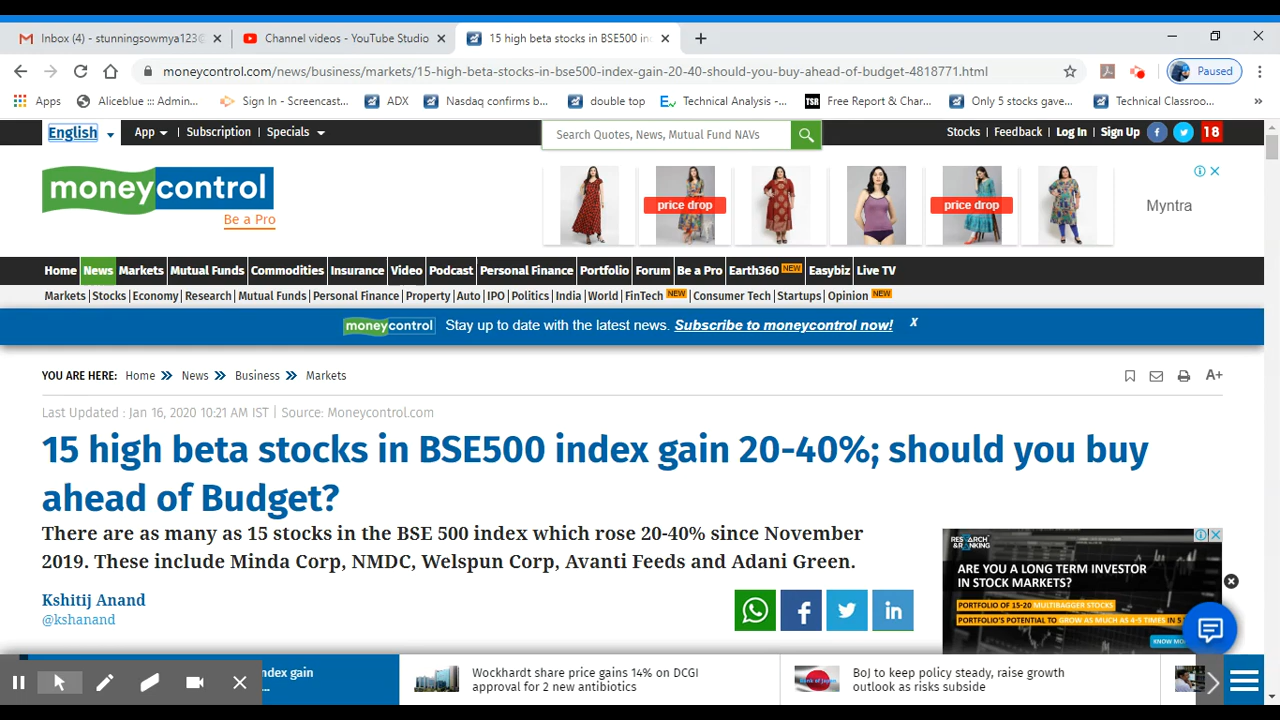 Inbox (4) - stunningsowmya123@
Channel videos - YouTube Studio
15 high beta stocks in BSE500 in
moneycontrol.com/news/business/markets/15-high-beta-stocks-in-bse500-index-gain-20-40-should-you-buy-ahead-of-budget-4818771.html
Paused
Apps
Aliceblue ::: Admin...
Sign In - Screencast...
ADX
Nasdaq confirms b...
double top
Technical Analysis -...
TSR Free Report & Char...
Only 5 stocks gave...
Technical Classroo...
English
App
Subscription
Specials
Search Quotes, News, Mutual Fund NAVs
Stocks | Feedback | Log In | Sign Up
18
moneycontrol
Be a Pro
price drop
price drop
Myntra
Home News Markets Mutual Funds Commodities Insurance Video Podcast Personal Finance Portfolio Forum Be a Pro Earth360 NEW Easybiz Live TV
Markets | Stocks | Economy | Research | Mutual Funds | Personal Finance | Property | Auto | IPO | Politics | India | World | FinTech NEW | Consumer Tech | Startups | Opinion NEW
moneycontrol Stay up to date with the latest news. Subscribe to moneycontrol now! X
YOU ARE HERE: Home News Business Markets
A+
Last Updated : Jan 16, 2020 10:21 AM IST | Source: Moneycontrol.com
15 high beta stocks in BSE500 index gain 20-40%; should you buy
ahead of Budget?
There are as many as 15 stocks in the BSE 500 index which rose 20-40% since November
2019. These include Minda Corp, NMDC, Welspun Corp, Avanti Feeds and Adani Green.
Kshitij Anand
@kshanand
RESEARCH
&RANKING
ARE YOU A LONG TERM INVESTOR
IN STOCK MARKETS?
PORTFOLIO OF 15-20 MULTIBAGGER STOCKS
PORTFOLIO'S POTENTIAL TO GROW AS MUCH AS 4-5 TIMES IN 5
KNOW MO
ndex gain
...
Wockhardt share price gains 14% on DCGI
approval for 2 new antibiotics
Bank of Japan
BoJ to keep policy steady, raise growth
outlook as risks subside